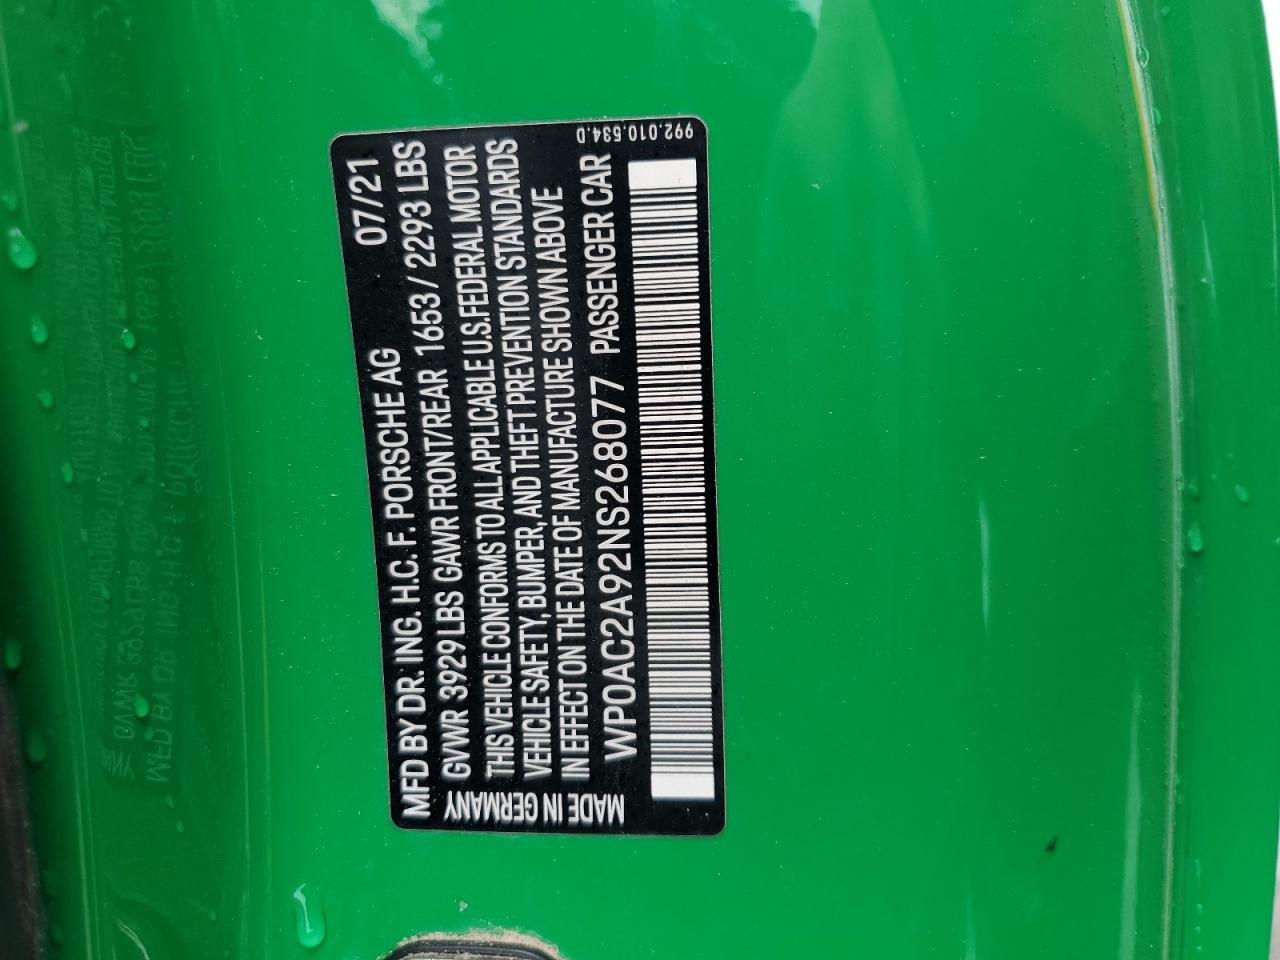 MFD BY DR. ING. H.C. F. PORSCHE AG 07/21
GVWR 3929 LBS GAWR FRONT/REAR 1653 / 2293 LBS
THIS VEHICLE CONFORMS TO ALL APPLICABLE U.S. FEDERAL MOTOR
VEHICLE SAFETY, BUMPER, AND THEFT PREVENTION STANDARDS
IN EFFECT ON THE DATE OF MANUFACTURE SHOWN ABOVE.
WP0AC2A92NS268077 PASSENGER CAR
MADE IN GERMANY
992.010.534.D